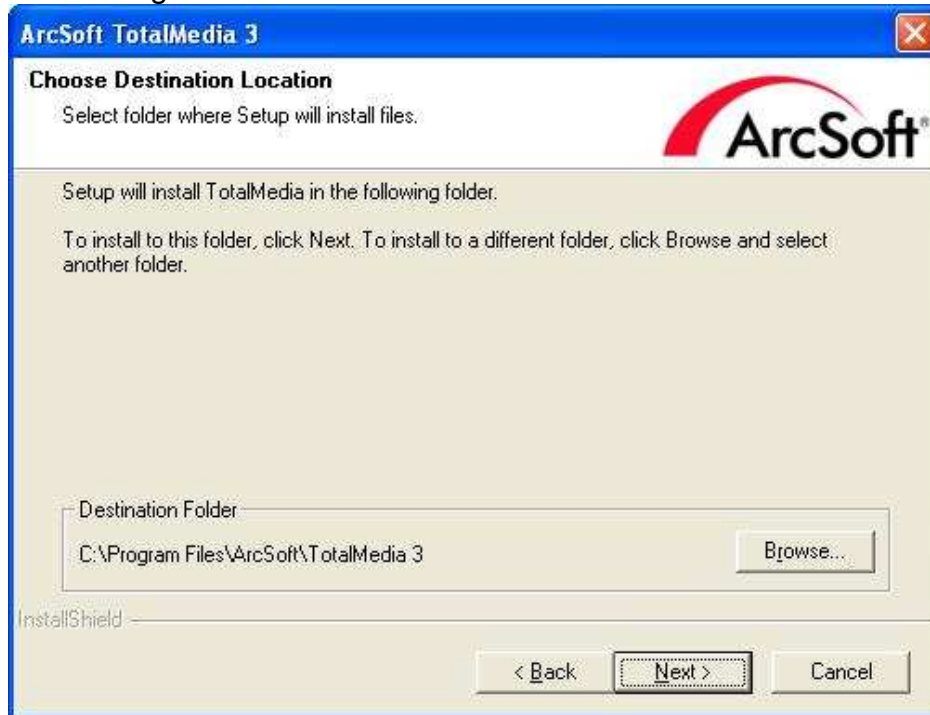 ArcSoft TotalMedia 3
Choose Destination Location
Select folder where Setup will install files.
ArcSoft®
Setup will install TotalMedia in the following folder.
To install to this folder, click Next. To install to a different folder, click Browse and select
another folder.
Destination Folder
C:\Program Files\ArcSoft\TotalMedia 3
Browse...
InstallShield
< Back
Next >
Cancel